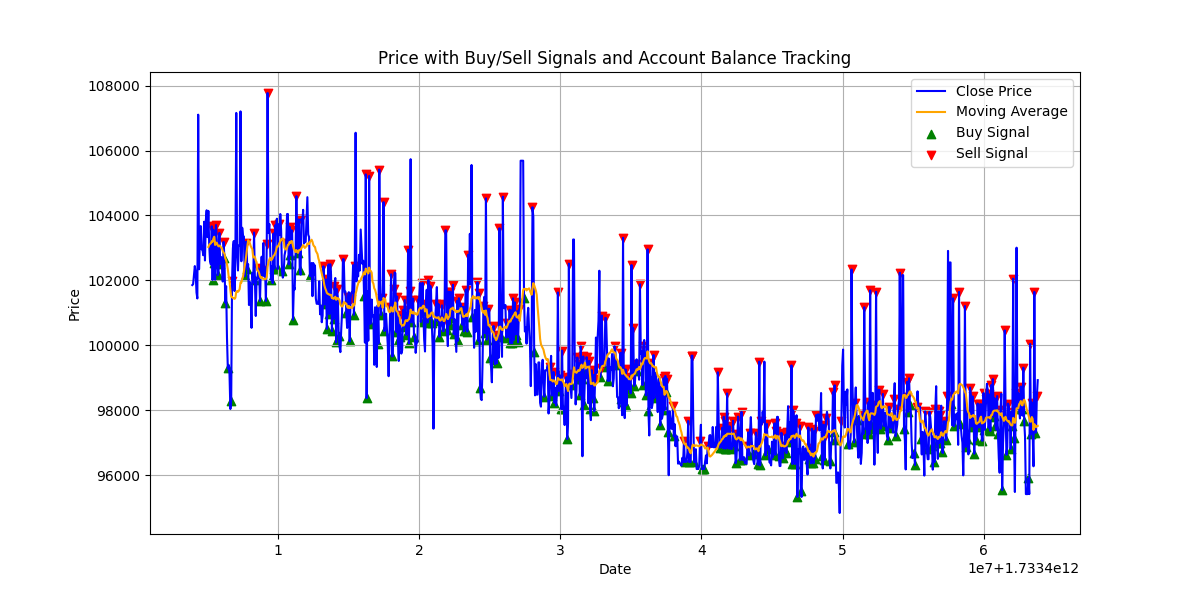 Price with Buy/Sell Signals and Account Balance Tracking
108000
106000
104000
102000
100000
98000
96000
Price
Close Price
Moving Average
Buy Signal
Sell Signal
1 2 3 4 5 6
Date
1e7+1.7334e12